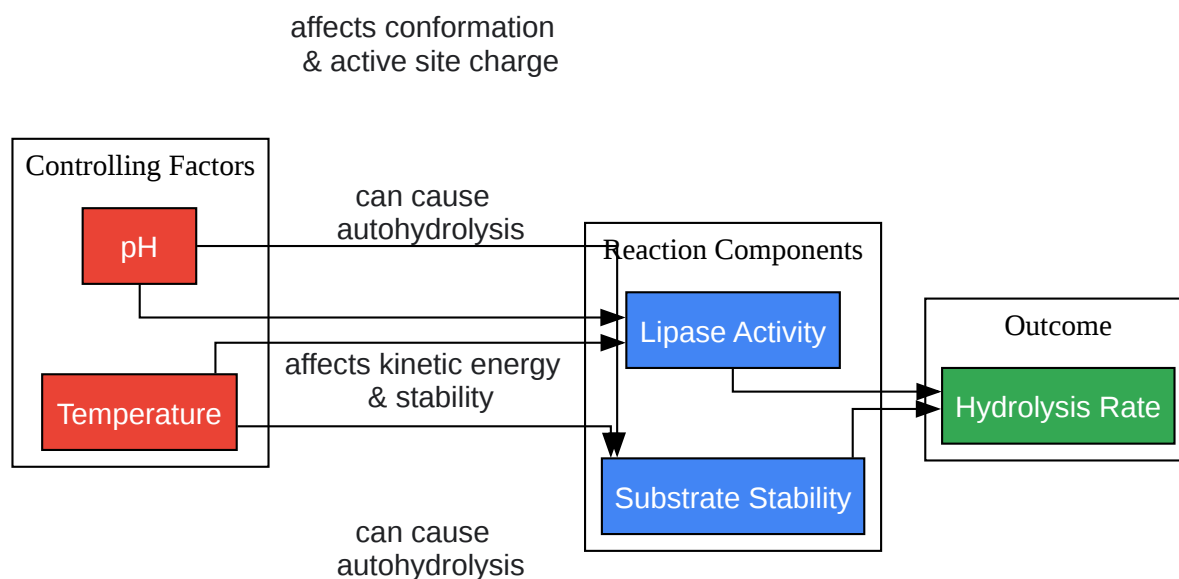 affects conformation
& active site charge
Controlling Factors
pH
can cause
autohydrolysis
Reaction Components
Lipase Activity
Outcome
Hydrolysis Rate
affects kinetic energy
& stability
Temperature
Substrate Stability
can cause
autohydrolysis